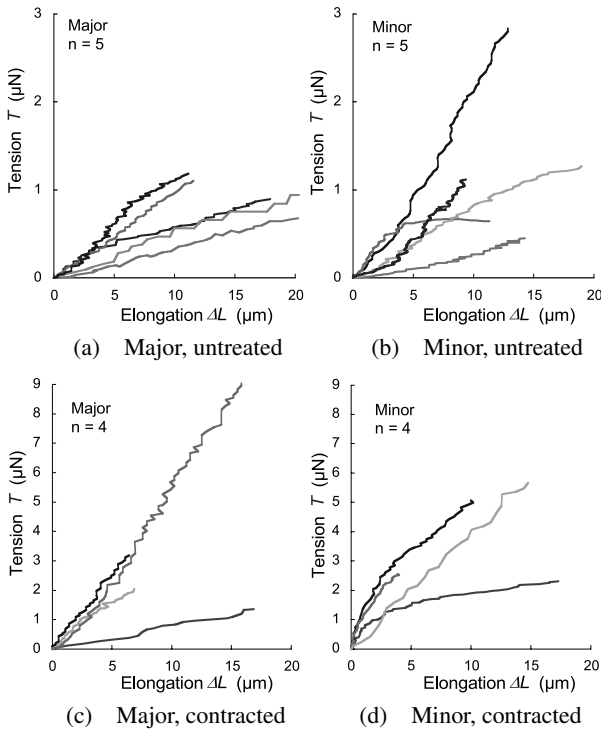 Major
n = 5
3
2
1
0
Tension T (µN)
0 5 10 15 20
Elongation ΔL (µm)
(a) Major, untreated
Minor
n = 5
3
2
1
0
Tension T (µN)
0 5 10 15 20
Elongation ΔL (µm)
(b) Minor, untreated
Major
n = 4
9
8
7
6
5
4
3
2
1
0
Tension T (µN)
0 5 10 15 20
Elongation ΔL (µm)
(c) Major, contracted
Minor
n = 4
9
8
7
6
5
4
3
2
1
0
Tension T (µN)
0 5 10 15 20
Elongation ΔL (µm)
(d) Minor, contracted